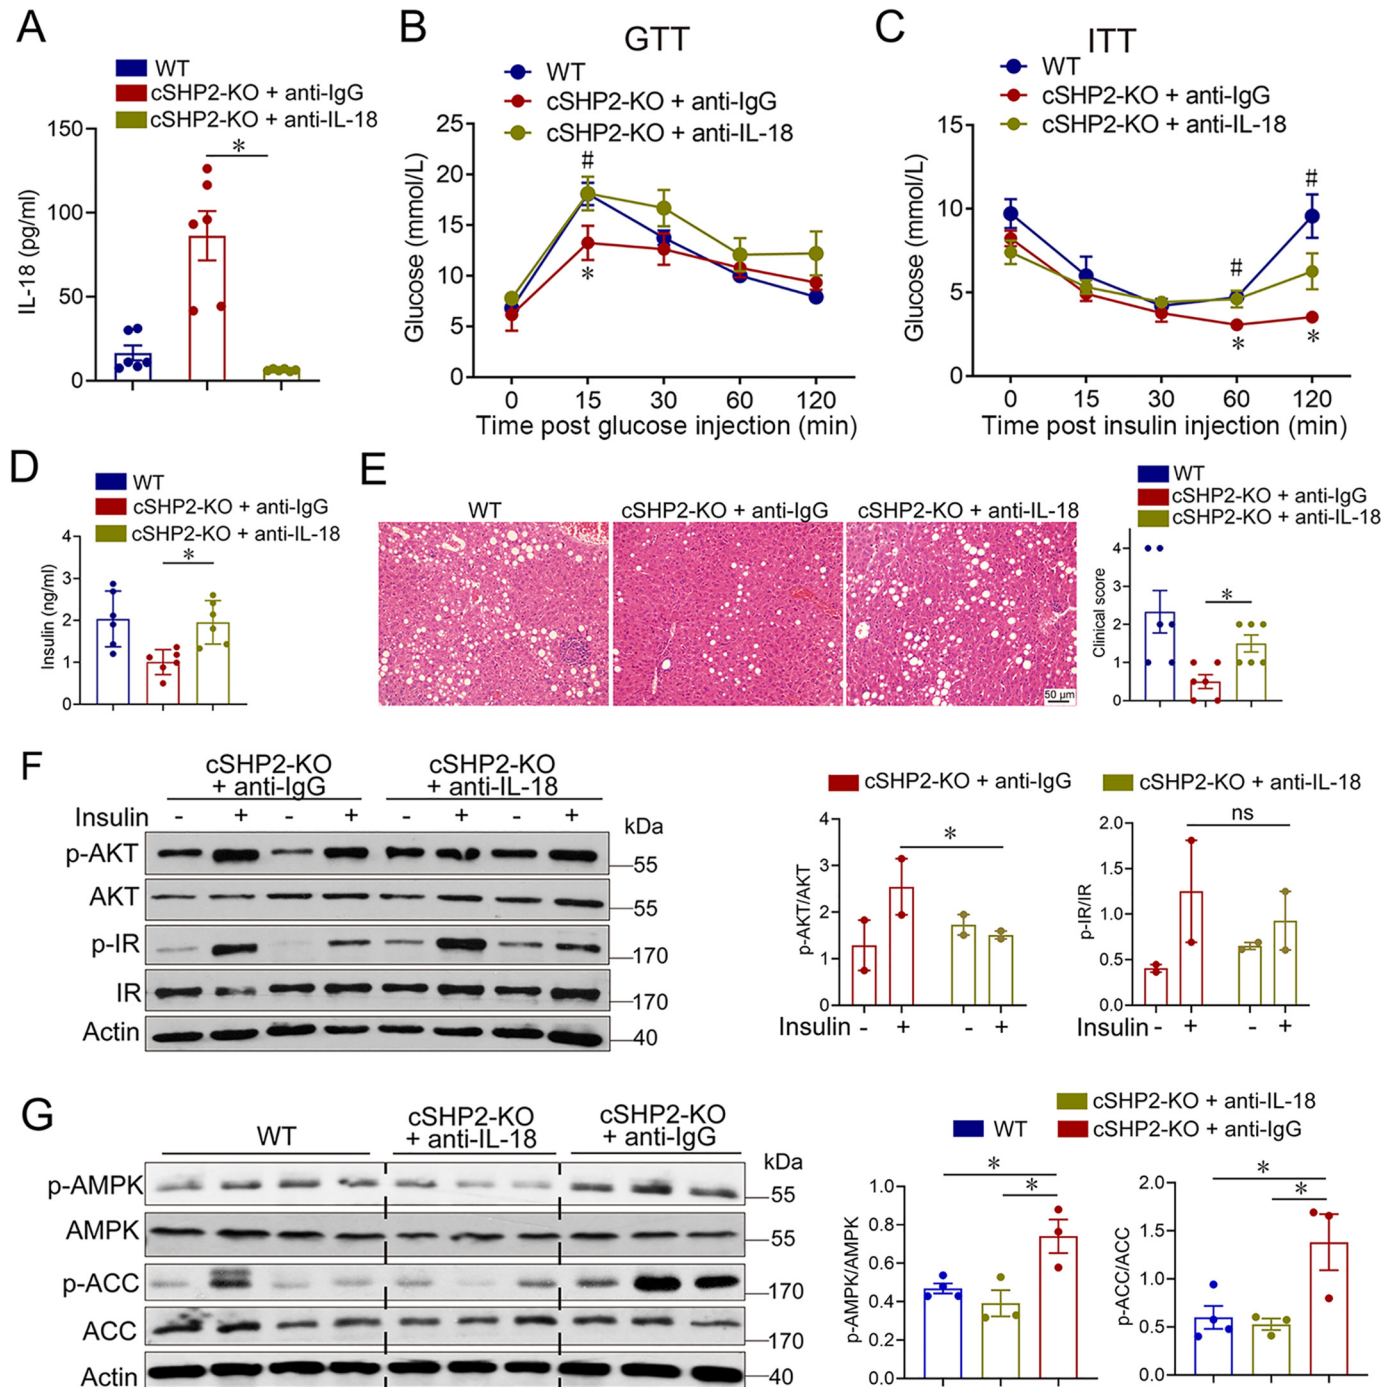 A
WT
cSHP2-KO + anti-IgG
cSHP2-KO + anti-IL-18
*
IL-18 (pg/ml)
150
100
50
0
B
GTT
WT
cSHP2-KO + anti-IgG
cSHP2-KO + anti-IL-18
Glucose (mmol/L)
25
20
15
10
5
0
#
*
0 15 30 60 120
Time post glucose injection (min)
C
ITT
WT
cSHP2-KO + anti-IgG
cSHP2-KO + anti-IL-18
Glucose (mmol/L)
15
10
5
0
#
#
*
*
0 15 30 60 120
Time post insulin injection (min)
D
WT
cSHP2-KO + anti-IgG
cSHP2-KO + anti-IL-18
*
Insulin (ng/ml)
4
3
2
1
0
E
WT
cSHP2-KO + anti-IgG
cSHP2-KO + anti-IL-18
50 μm
WT
cSHP2-KO + anti-IgG
cSHP2-KO + anti-IL-18
*
Clinical score
4
3
2
1
0
F
cSHP2-KO
+ anti-IgG
cSHP2-KO
+ anti-IL-18
Insulin - + - + - + - +
kDa
p-AKT
55
AKT
55
p-IR
170
IR
170
Actin
40
cSHP2-KO + anti-IgG
cSHP2-KO + anti-IL-18
p-AKT/AKT
4
3
2
1
0
*
Insulin - + - +
p-IR/IR
2.0
1.5
1.0
0.5
0.0
ns
Insulin - + - +
G
WT
cSHP2-KO
+ anti-IL-18
cSHP2-KO
+ anti-IgG
kDa
p-AMPK
55
AMPK
55
p-ACC
170
ACC
170
Actin
40
cSHP2-KO + anti-IL-18
WT
cSHP2-KO + anti-IgG
p-AMPK/AMPK
1.0
0.8
0.6
0.4
0.2
0.0
*
*
p-ACC/ACC
2.0
1.5
1.0
0.5
0.0
*
*